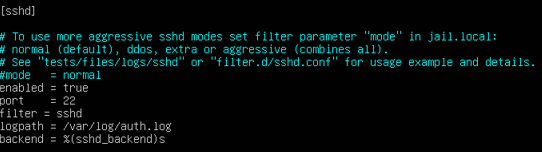 [sshd]
# To use more aggressive sshd modes set filter parameter "mode" in jail.local:
# normal (default), ddos, extra or aggressive (combines all).
# See "tests/files/logs/sshd" or "filter.d/sshd.conf" for usage example and details.
#mode   = normal
enabled = true
port    = 22
filter = sshd
logpath = /var/log/auth.log
backend = %(sshd_backend)s